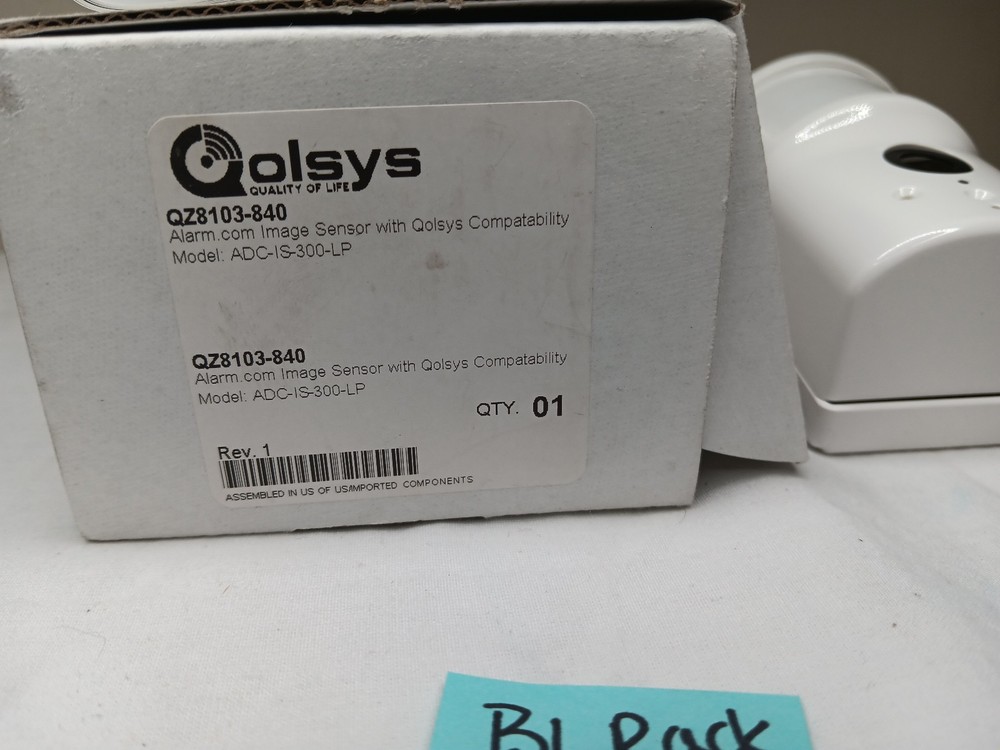 Qolsys
QUALITY OF LIFE
QZ8103-840
Alarm.com Image Sensor with Qolsys Compatability
Model: ADC-IS-300-LP
QZ8103-840
Alarm.com Image Sensor with Qolsys Compatability
Model: ADC-IS-300-LP
QTY. 01
Rev. 1
ASSEMBLED IN US OF US/IMPORTED COMPONENTS